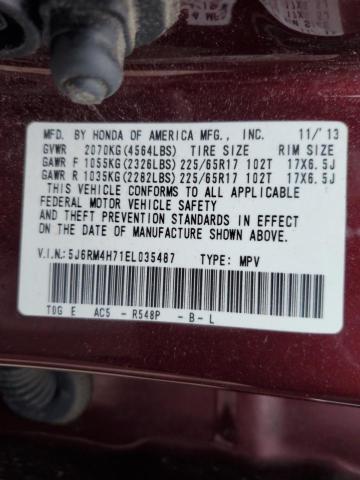 MFD. BY HONDA OF AMERICA MFG., INC. 11/'13
GVWR 2070KG(4564LBS) TIRE SIZE RIM SIZE
GAWR F 1055KG(2326LBS) 225/65R17 102T 17X6.5J
GAWR R 1035KG(2282LBS) 225/65R17 102T 17X6.5J
THIS VEHICLE CONFORMS TO ALL APPLICABLE
FEDERAL MOTOR VEHICLE SAFETY
AND THEFT PREVENTION STANDARDS IN EFFECT
ON THE DATE OF MANUFACTURE SHOWN ABOVE.
V.I.N.:5J6RM4H71EL035487 TYPE: MPV
T0G E AC5 - R548P - B - L